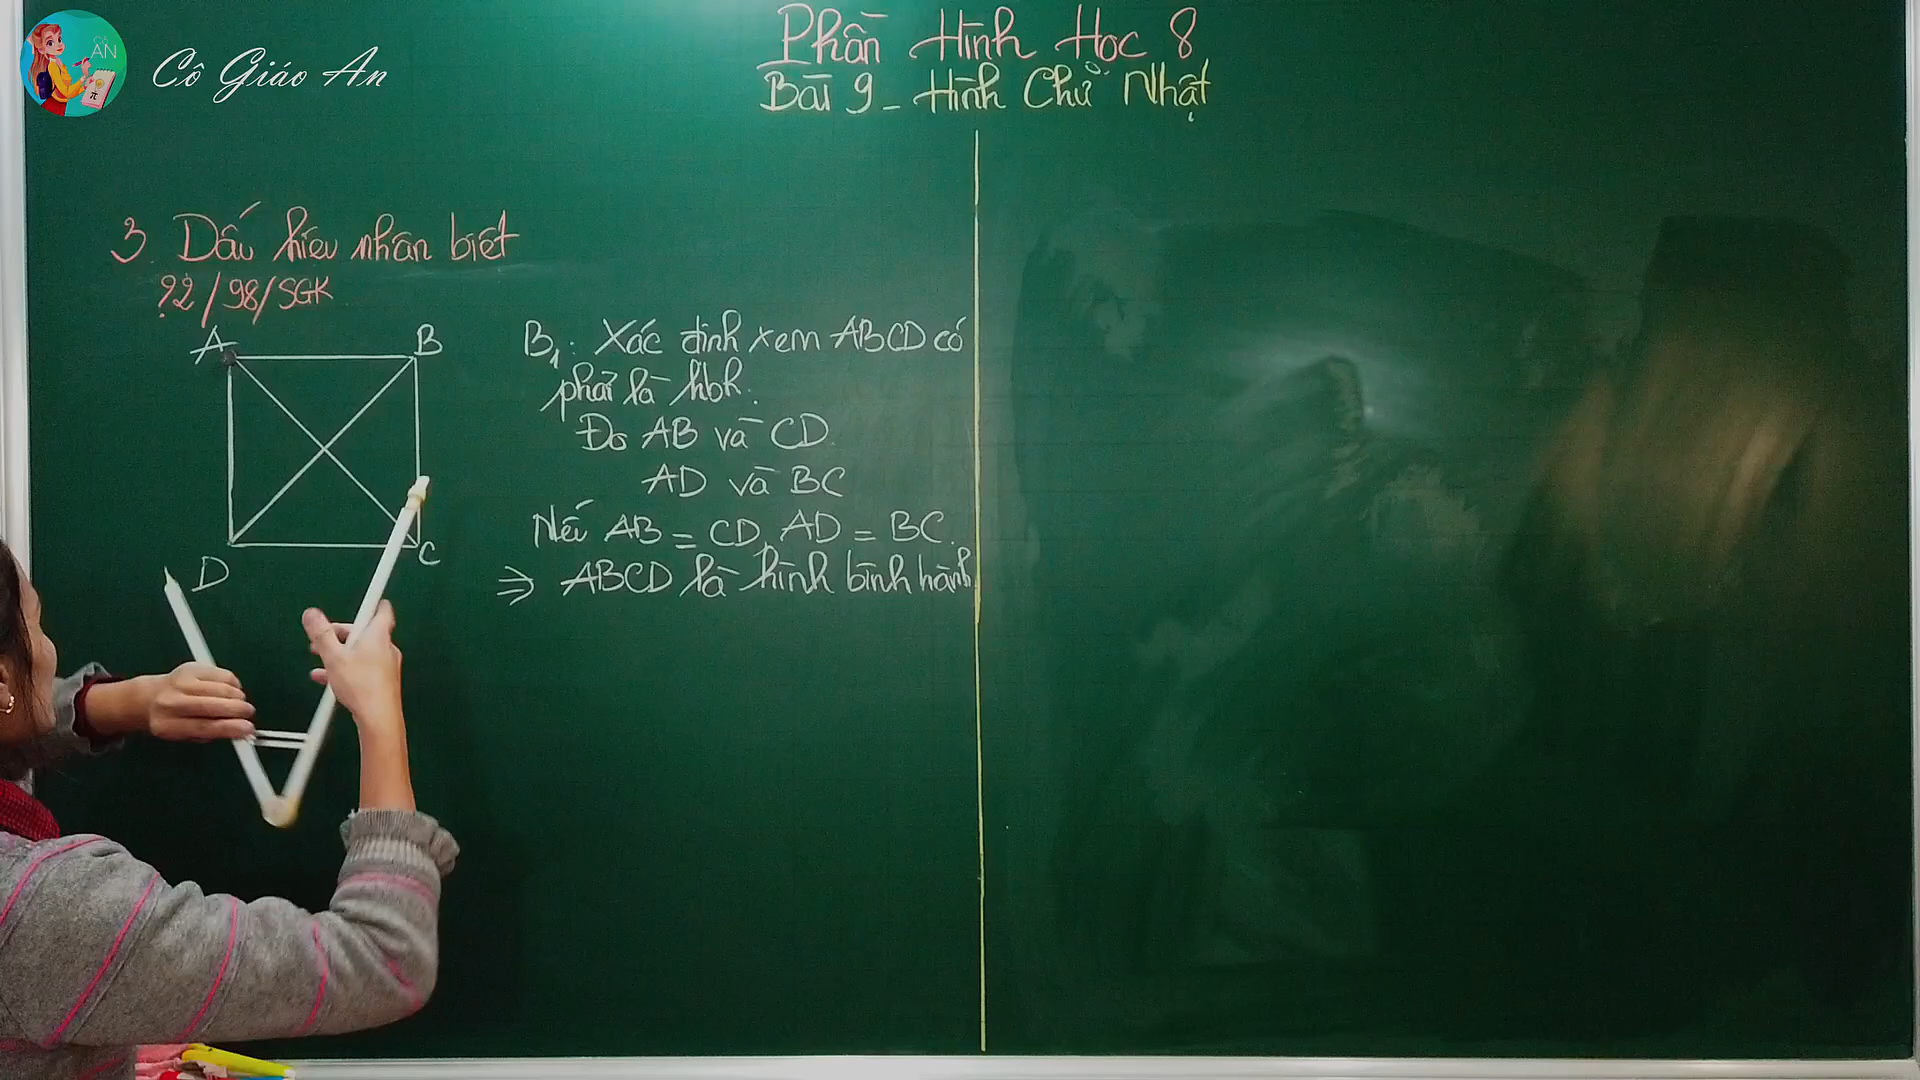 CÔ
AN
Cô Giáo An
Phần Hình Học 8
Bài 9 - Hình Chữ Nhật
3. Dấu hiệu nhận biết
?2/98/SGK
A
B
B1: Xác định xem ABCD có
phải là hbh.
Đo AB và CD.
AD và BC
Nếu AB = CD, AD = BC.
D
C
⇒ ABCD là hình bình hành